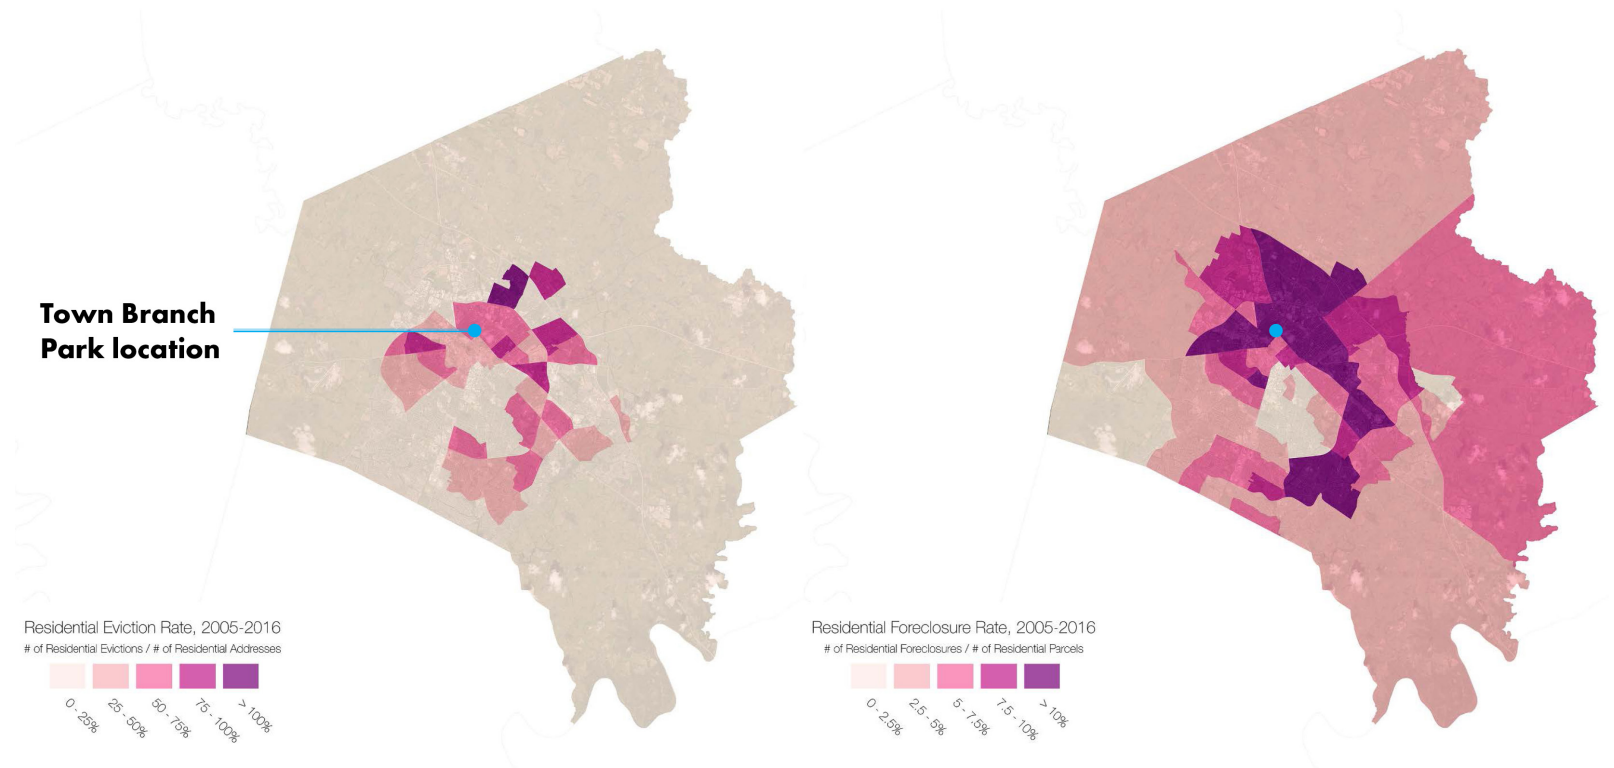 Town Branch
Park location
Residential Eviction Rate, 2005-2016
# of Residential Evictions / # of Residential Addresses
0 - 25%
25 - 50%
50 - 75%
75 - 100%
> 100%
Residential Foreclosure Rate, 2005-2016
# of Residential Foreclosures / # of Residential Parcels
0 - 2.5%
2.5 - 5%
5 - 7.5%
7.5 - 10%
> 10%